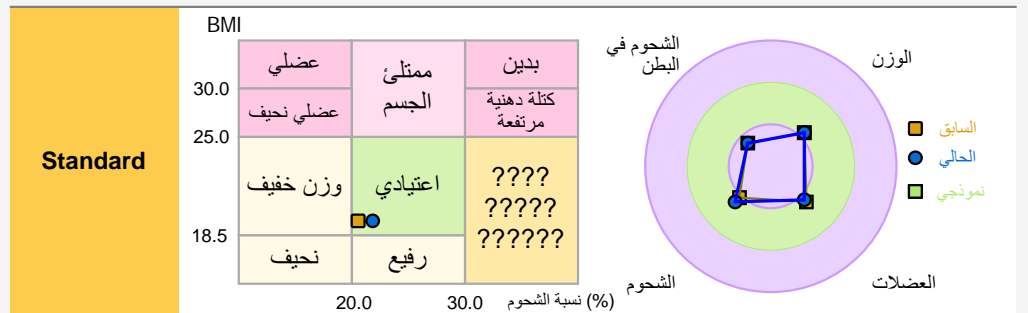 Standard
BMI
30.0
25.0
18.5
عضلي
ممتلئ
الجسم
بدين
عضلي نحيف
كتلة دهنية
مرتفعة
وزن خفيف
اعتيادي
????
?????
??????
نحيف
رفيع
20.0
30.0
نسبة الشحوم (%)
الشحوم في
البطن
الوزن
الشحوم
العضلات
السابق
الحالي
نموذجي